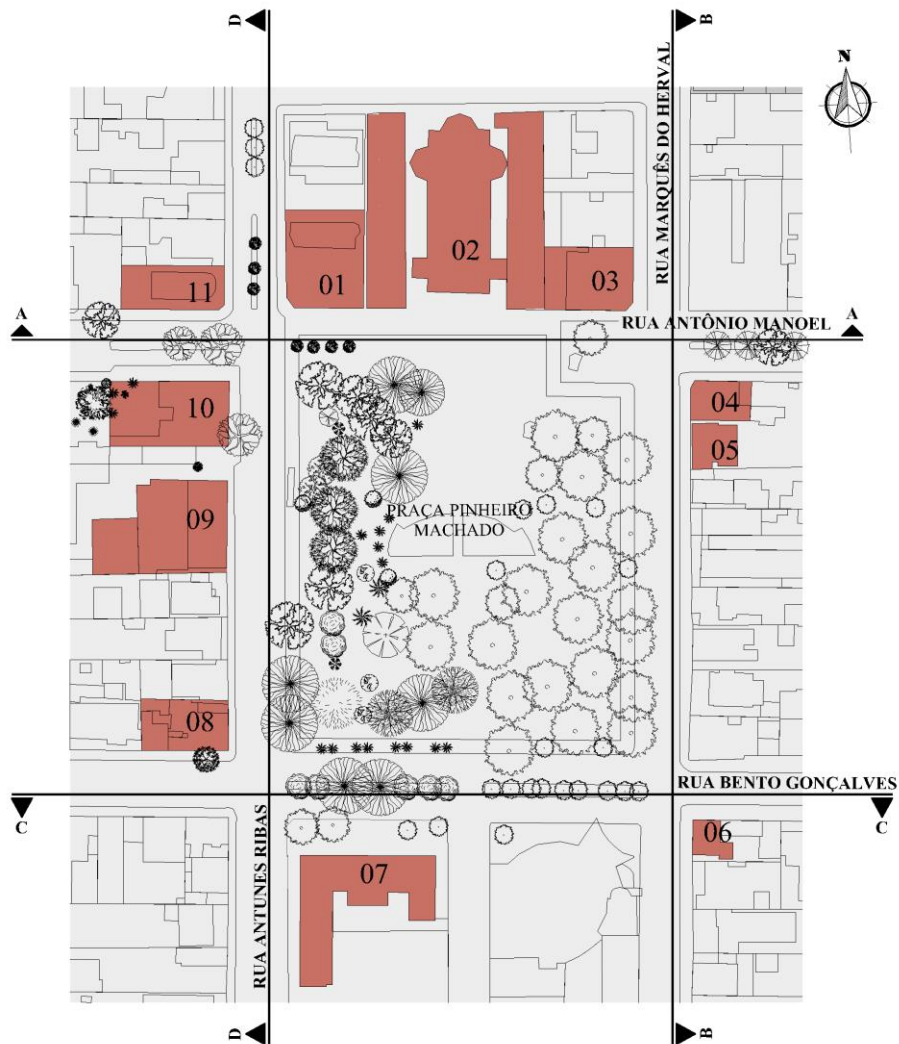 D
B
N
RUA MARQUÊS DO HERVAL
01
02
03
11
A
RUA ANTÔNIO MANOEL
A
10
04
05
09
PRAÇA PINHEIRO
MACHADO
08
RUA BENTO GONÇALVES
C
C
06
07
RUA ANTUNES RIBAS
D
B